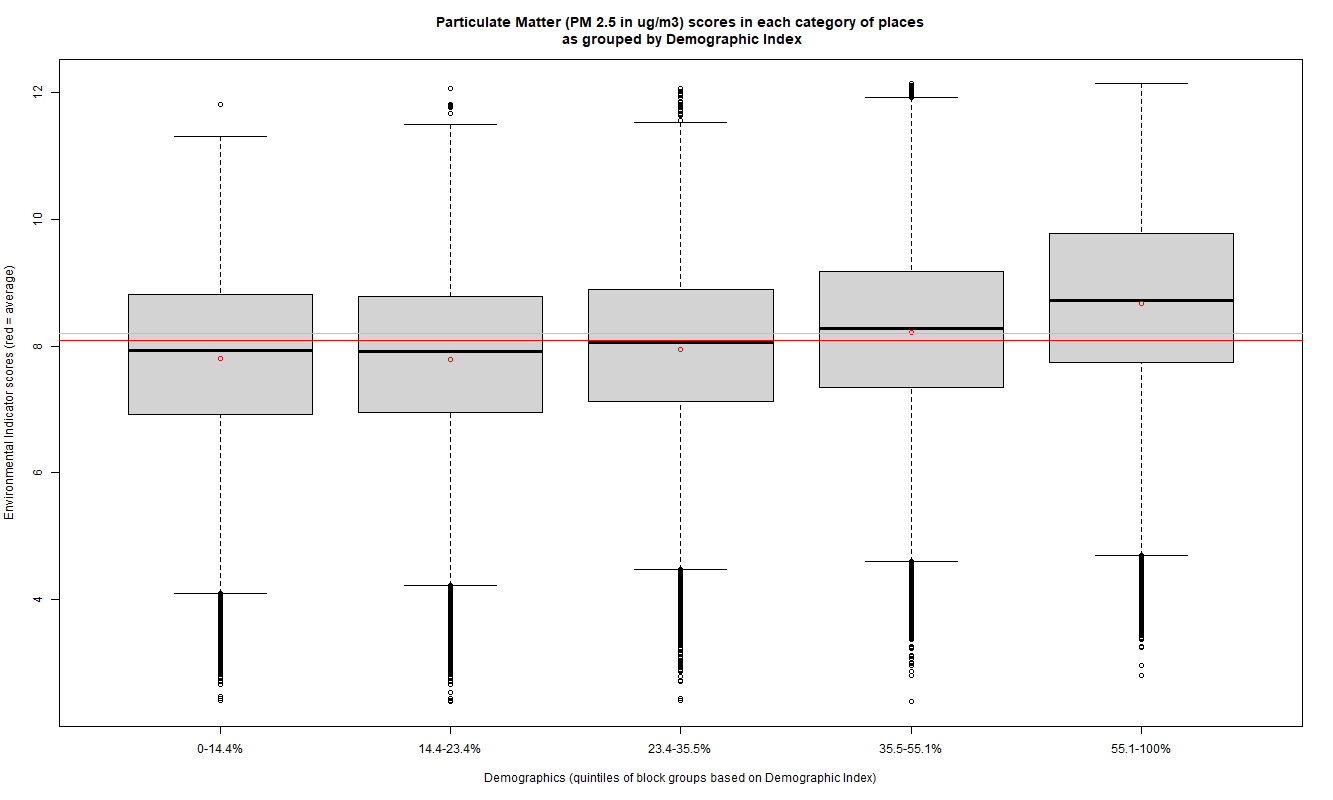 Particulate Matter (PM 2.5 in ug/m3) scores in each category of places
as grouped by Demographic Index
Environmental Indicator scores (red = average)
12
10
8
6
4
0-14.4%
14.4-23.4%
23.4-35.5%
35.5-55.1%
55.1-100%
Demographics (quintiles of block groups based on Demographic Index)